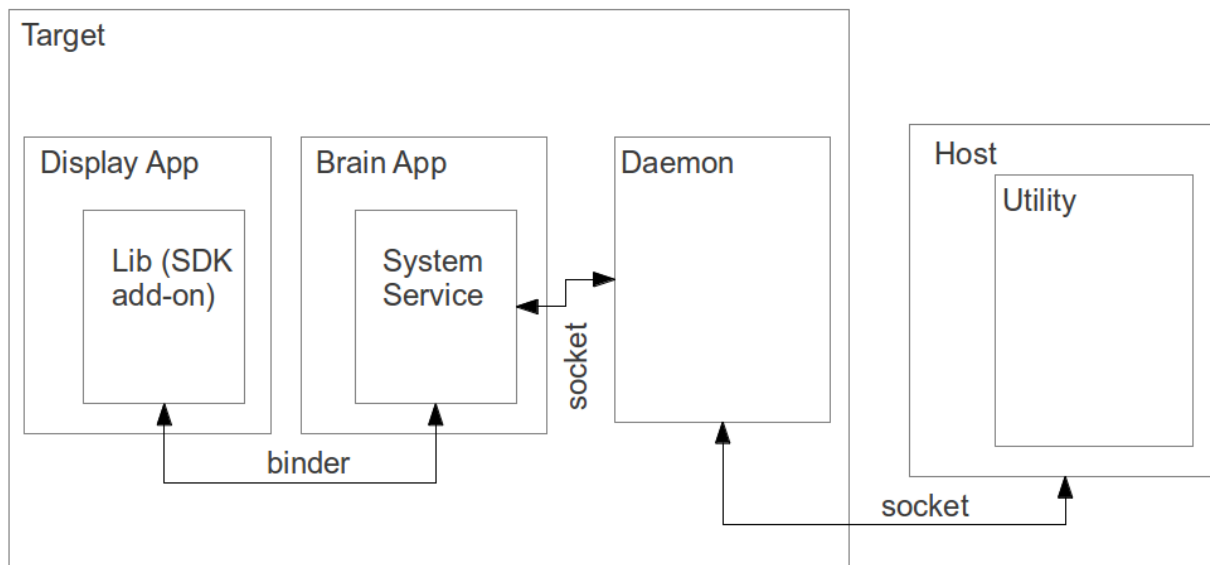 Target
Display App
Lib (SDK
add-on)
Brain App
System
Service
binder
socket
Daemon
socket
Host
Utility